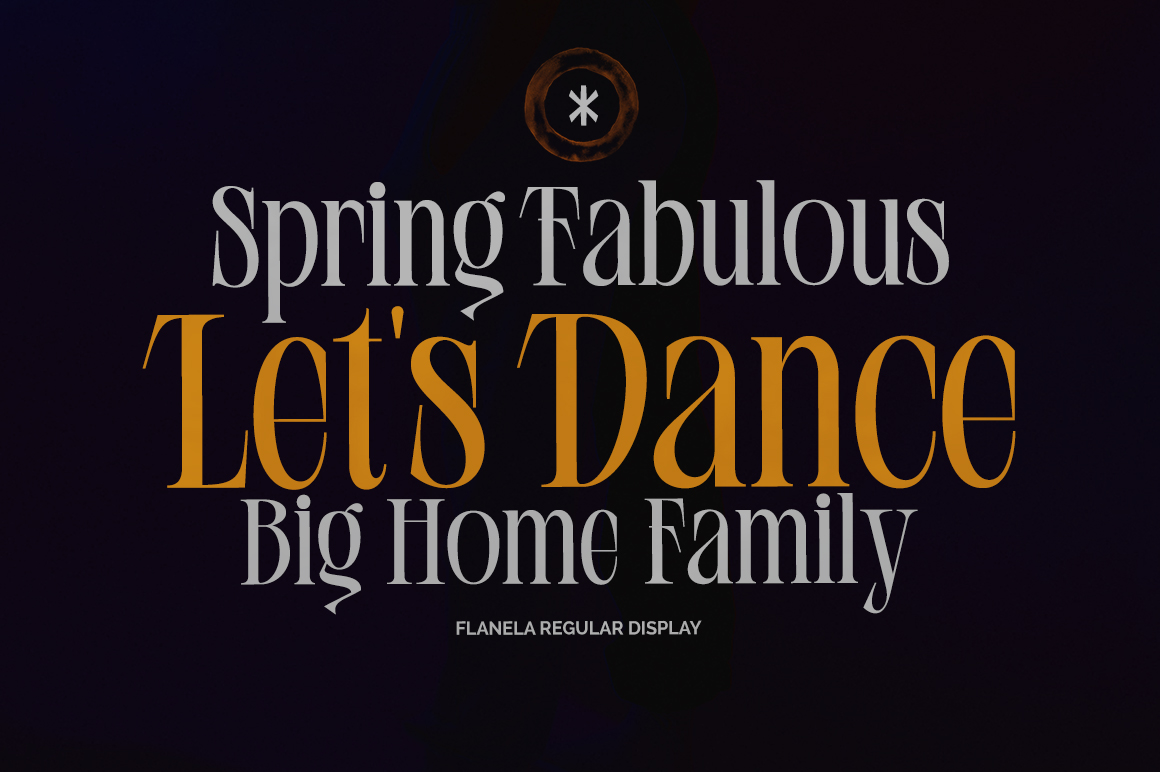 *
Spring Fabulous
Let's Dance
Big Home Family
FLANELA REGULAR DISPLAY